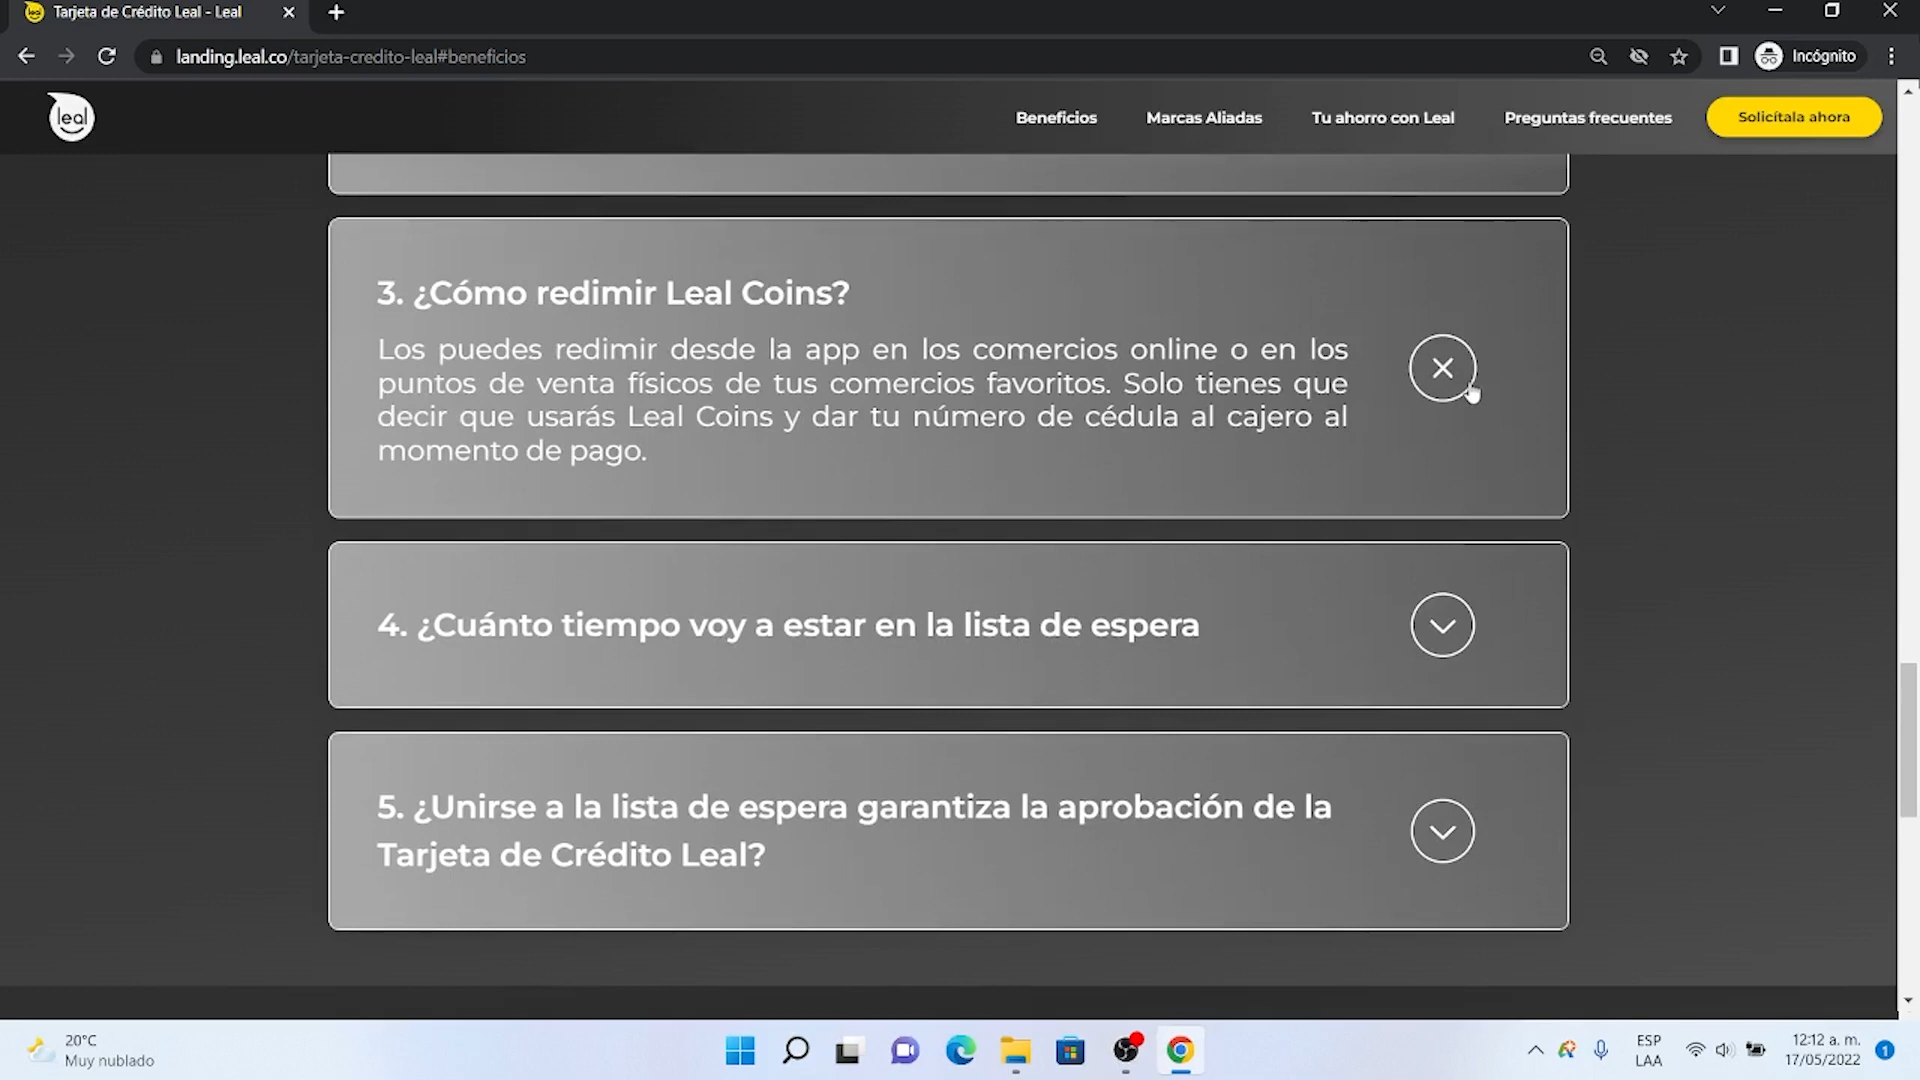 Tarjeta de Crédito Leal - Leal
landing.leal.co/tarjeta-credito-leal#beneficios
Incógnito
leal
Beneficios
Marcas Aliadas
Tu ahorro con Leal
Preguntas frecuentes
Solicítala ahora
3. ¿Cómo redimir Leal Coins?
Los puedes redimir desde la app en los comercios online o en los
puntos de venta físicos de tus comercios favoritos. Solo tienes que
decir que usarás Leal Coins y dar tu número de cédula al cajero al
momento de pago.
4. ¿Cuánto tiempo voy a estar en la lista de espera
5. ¿Unirse a la lista de espera garantiza la aprobación de la
Tarjeta de Crédito Leal?
20°C
Muy nublado
ESP
LAA
12:12 a. m.
17/05/2022
1